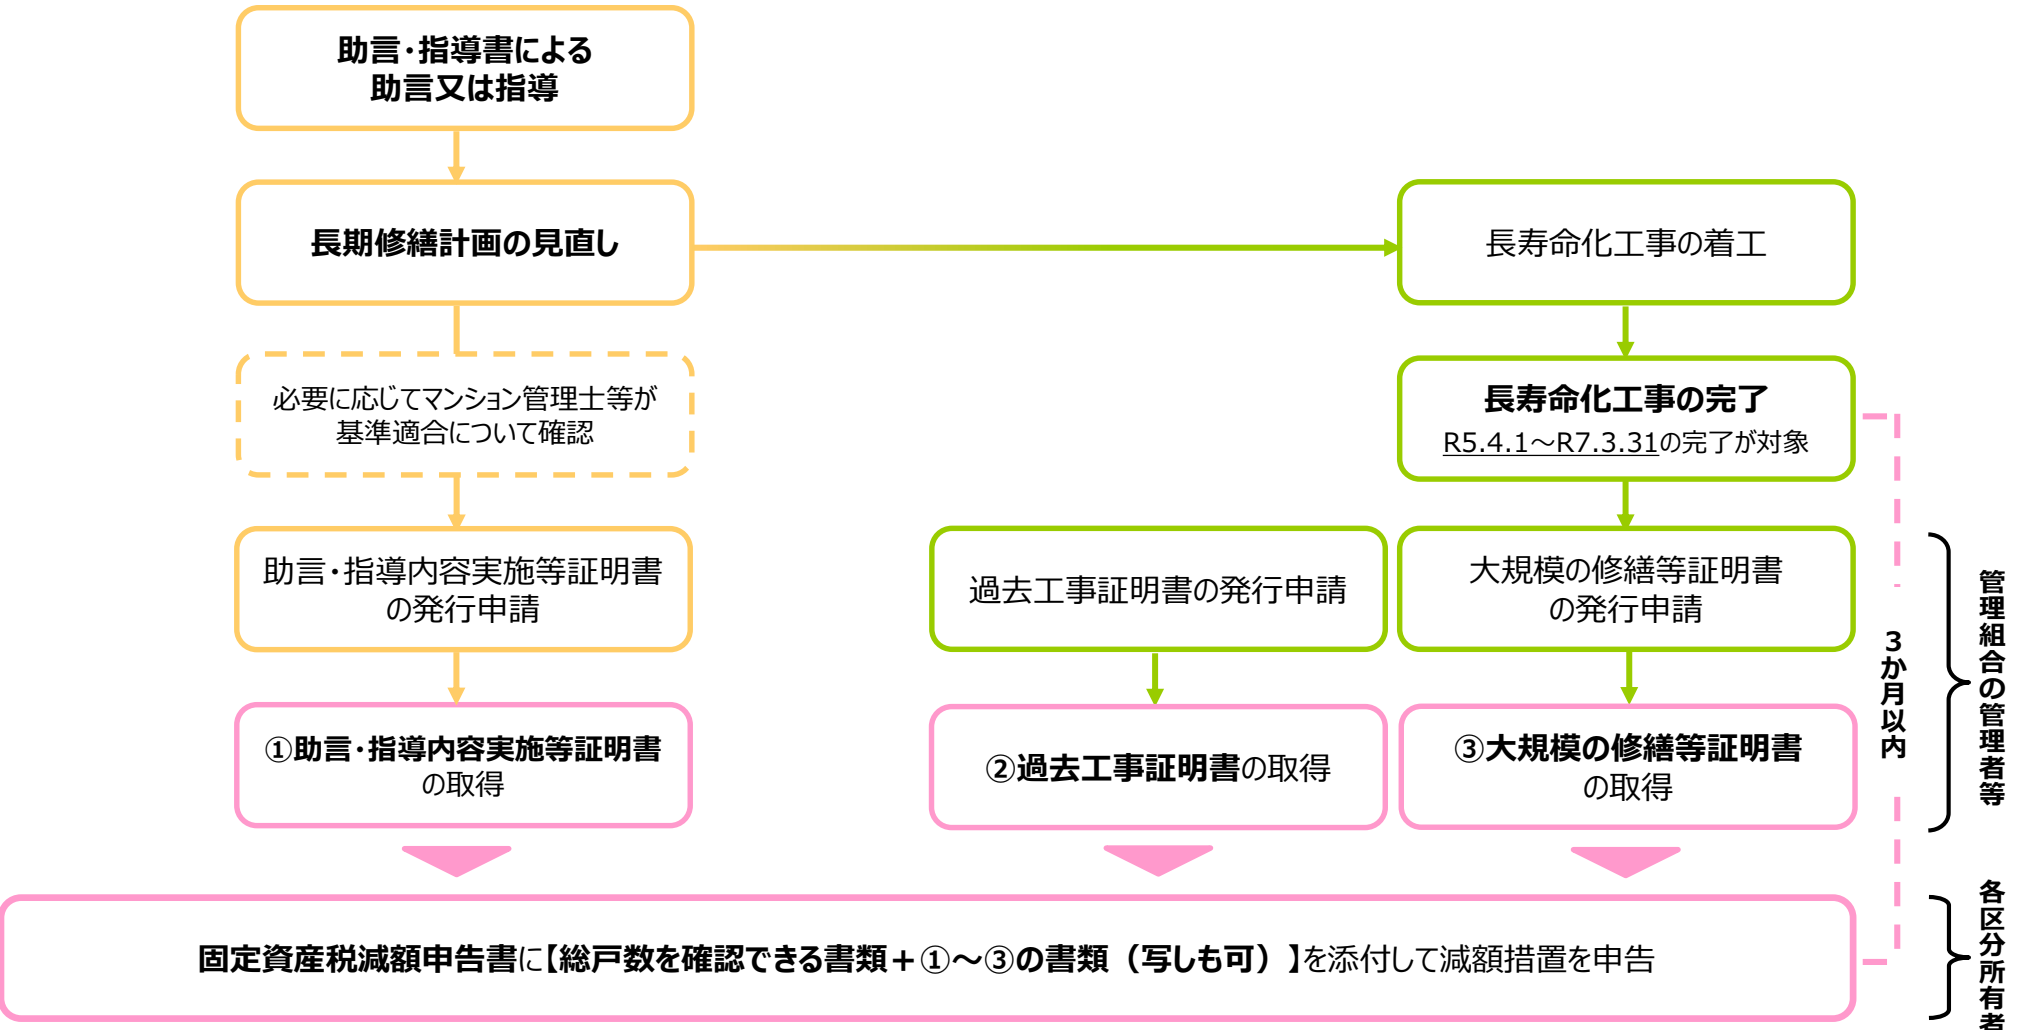 助言・指導書による
助言又は指導
長期修繕計画の見直し
長寿命化工事の着工
必要に応じてマンション管理士等が
基準適合について確認
長寿命化工事の完了
R5.4.1～R7.3.31の完了が対象
助言・指導内容実施等証明書
の発行申請
過去工事証明書の発行申請
大規模の修繕等証明書
の発行申請
①助言・指導内容実施等証明書
の取得
②過去工事証明書の取得
③大規模の修繕等証明書
の取得
3か月以内
管理組合の管理者等
固定資産税減額申告書に【総戸数を確認できる書類＋①～③の書類（写しも可）】を添付して減額措置を申告
各区分所有者